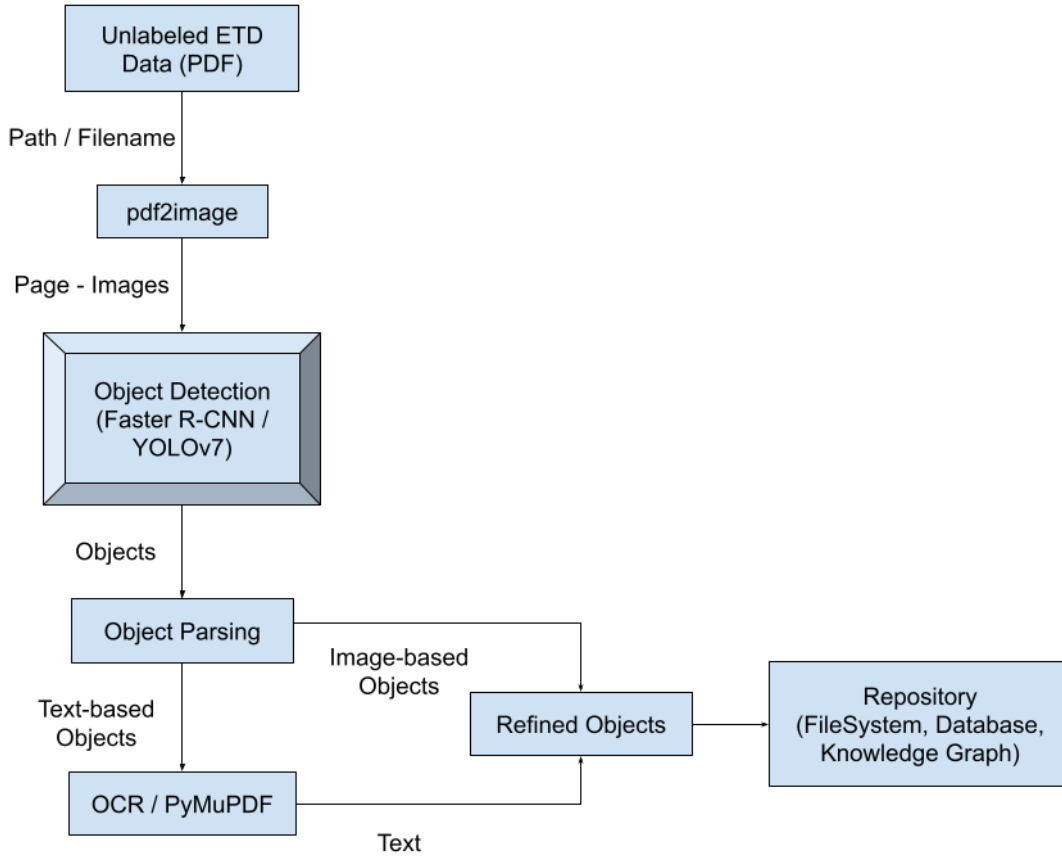 Unlabeled ETD
Data (PDF)
Path / Filename
pdf2image
Page - Images
Object Detection
(Faster R-CNN /
YOLOv7)
Objects
Object Parsing
Image-based
Objects
Text-based
Objects
Refined Objects
Repository
(FileSystem, Database,
Knowledge Graph)
OCR / PyMuPDF
Text